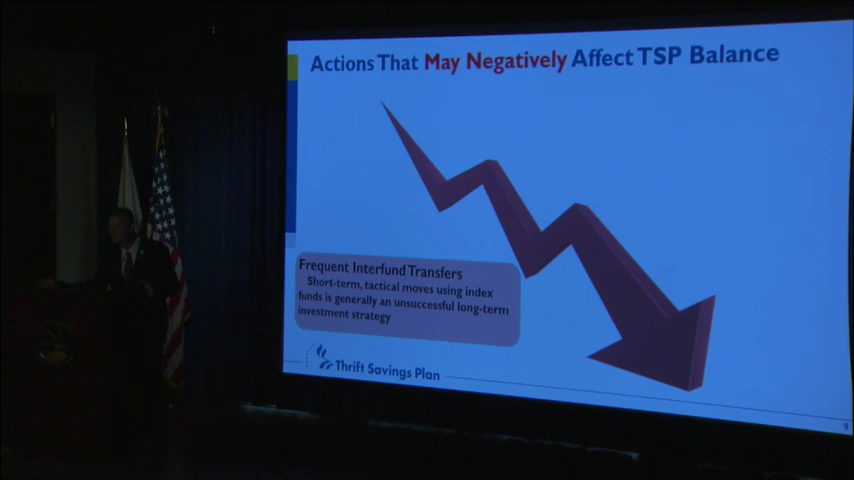 Actions That May Negatively Affect TSP Balance
Frequent Interfund Transfers
Short-term, tactical moves using index
funds is generally an unsuccessful long-term
investment strategy
Thrift Savings Plan
9